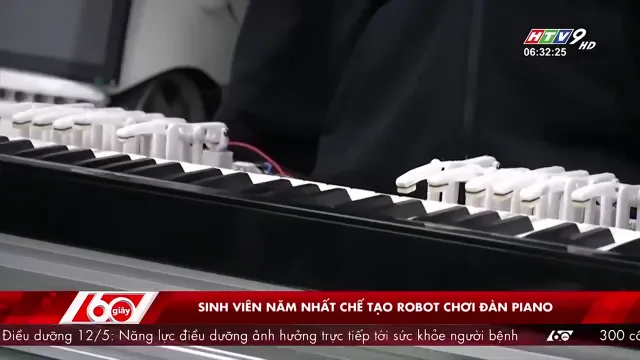 HTV9 HD
06:32:25
60 giây
SINH VIÊN NĂM NHẤT CHẾ TẠO ROBOT CHƠI ĐÀN PIANO
Điều dưỡng 12/5: Năng lực điều dưỡng ảnh hưởng trực tiếp tới sức khỏe người bệnh 60 300